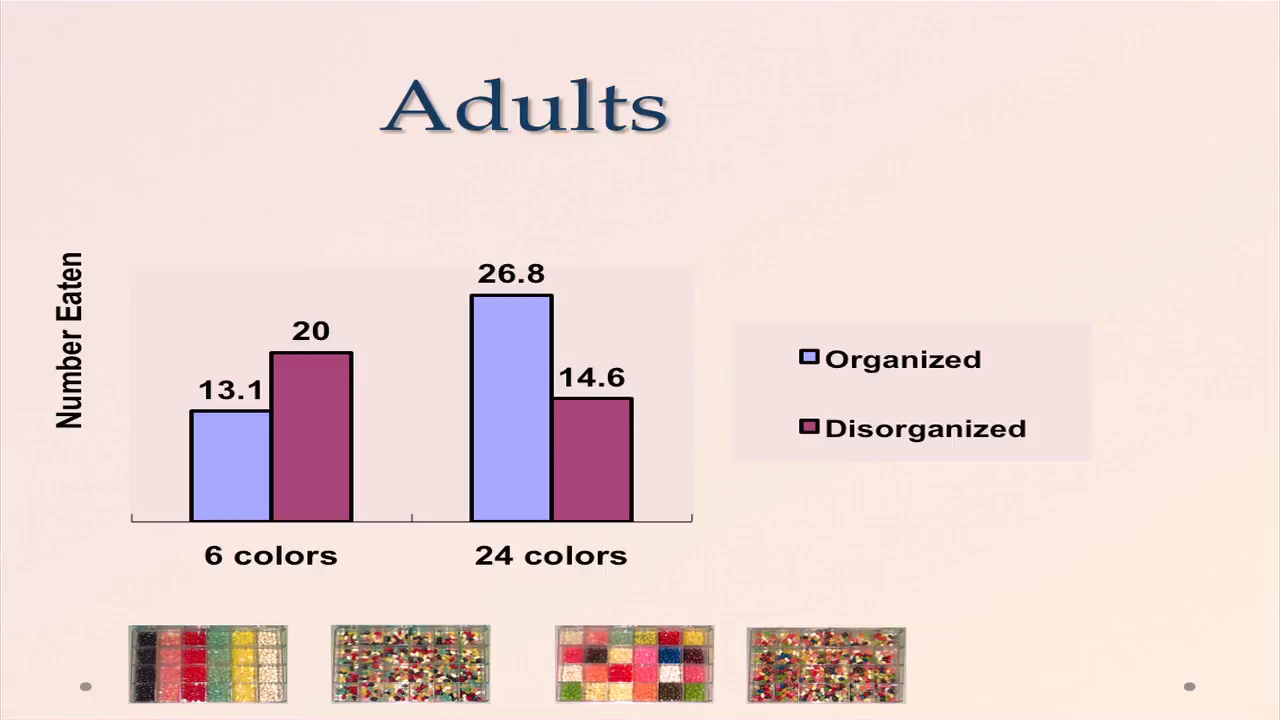 Adults
Number Eaten
26.8
20
14.6
13.1
Organized
Disorganized
6 colors
24 colors